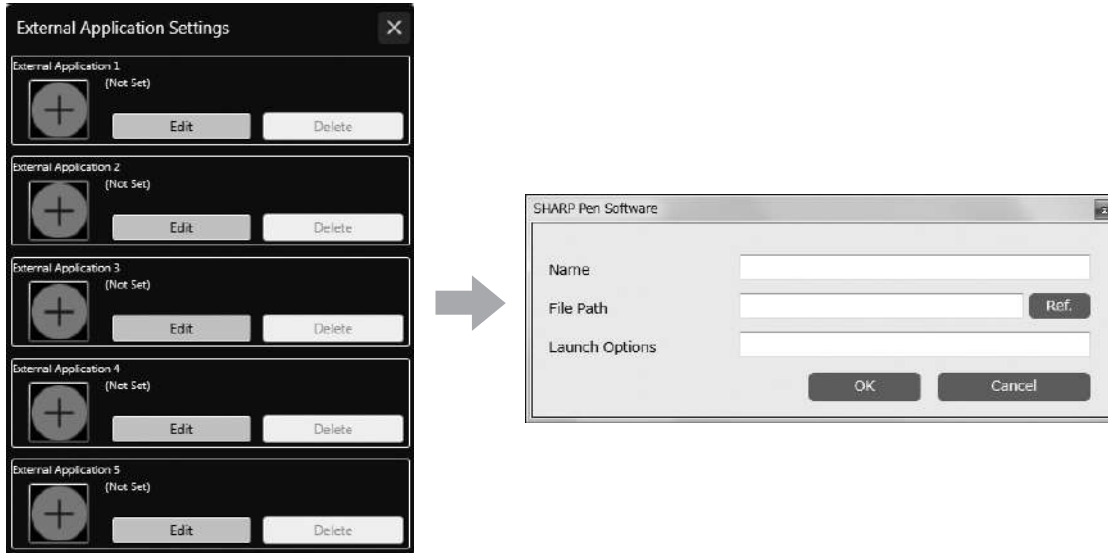 External Application Settings
External Application 1
(Not Set)
Edit Delete
External Application 2
(Not Set)
Edit Delete
External Application 3
(Not Set)
Edit Delete
External Application 4
(Not Set)
Edit Delete
External Application 5
(Not Set)
Edit Delete
SHARP Pen Software
Name
File Path Ref.
Launch Options
OK Cancel